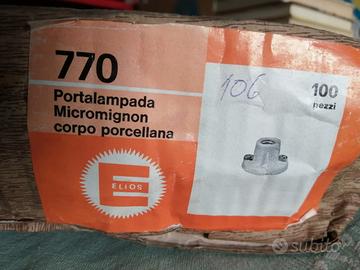 770
Portalampada
Micromignon
corpo porcellana
E
ELIOS
106
100
pezzi
subito